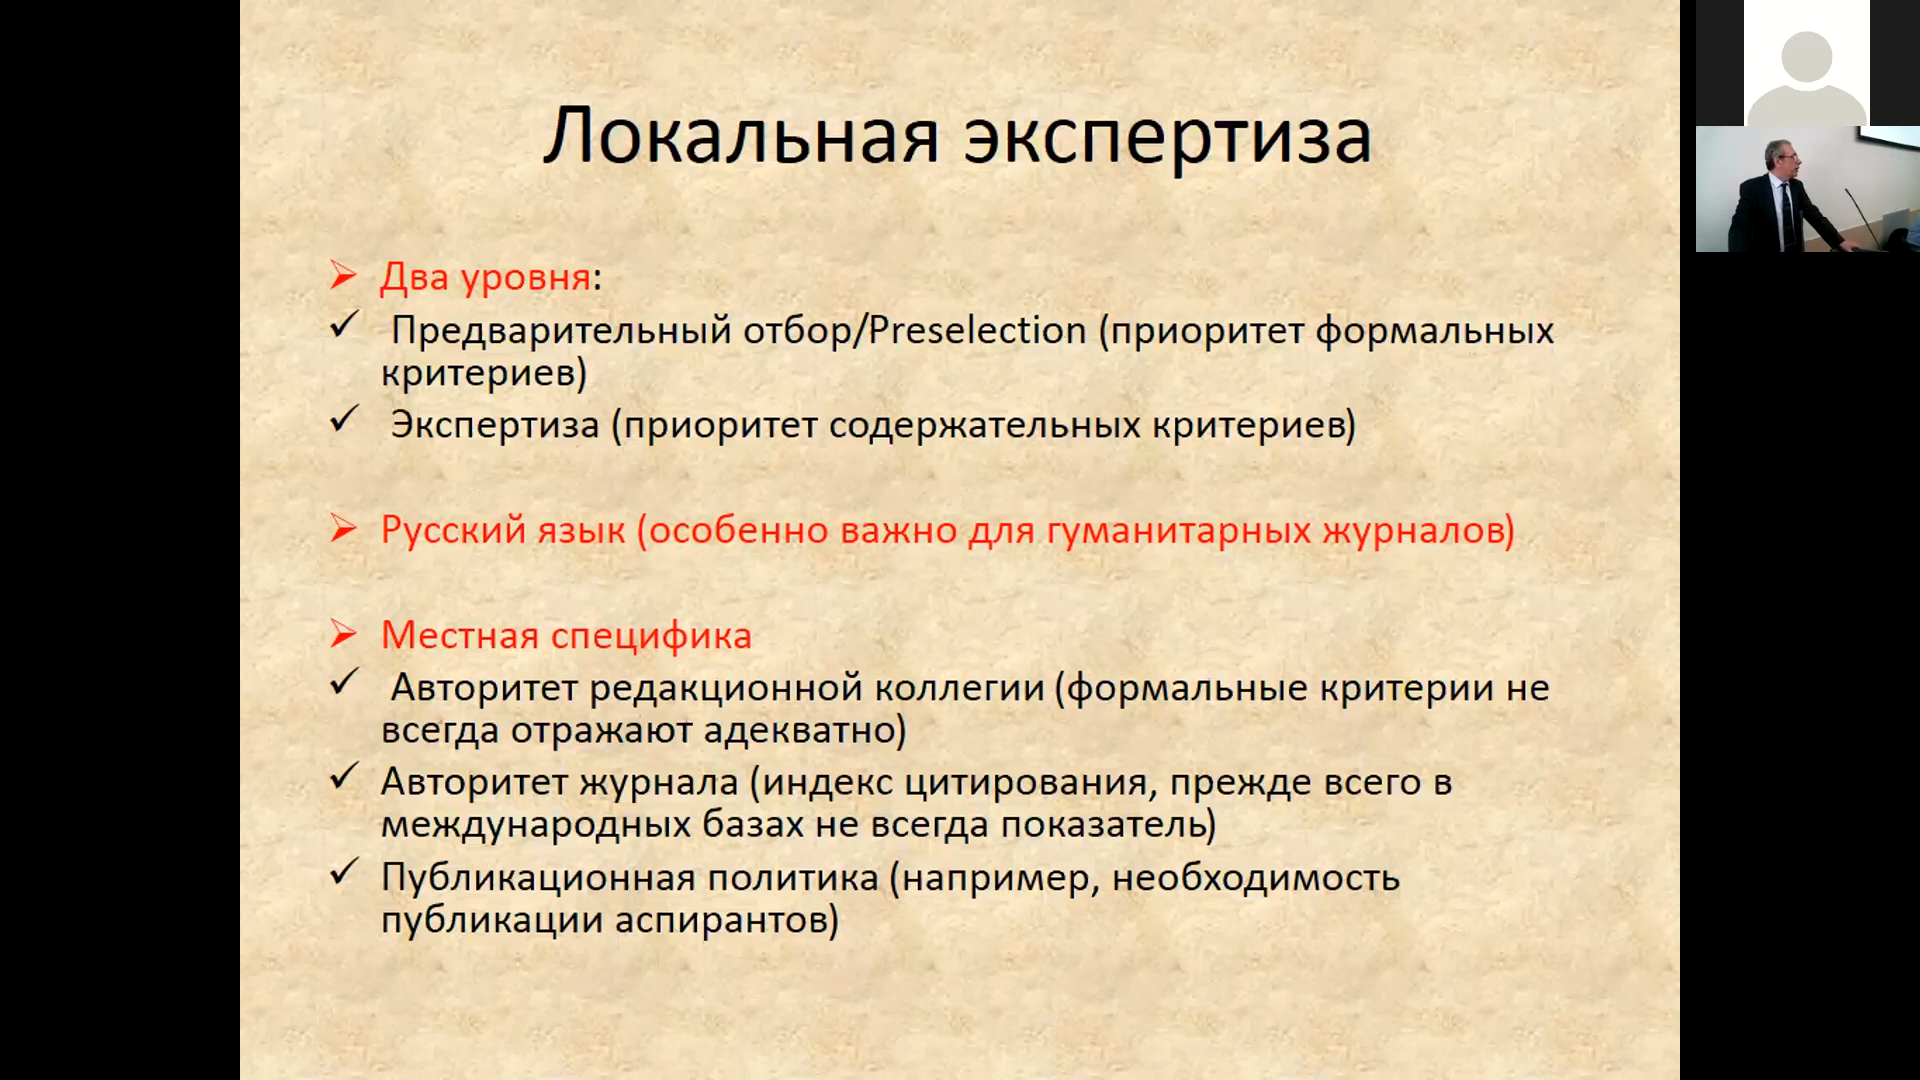 Локальная экспертиза
Два уровня:
Предварительный отбор/Preselection (приоритет формальных
критериев)
Экспертиза (приоритет содержательных критериев)
Русский язык (особенно важно для гуманитарных журналов)
Местная специфика
Авторитет редакционной коллегии (формальные критерии не
всегда отражают адекватно)
Авторитет журнала (индекс цитирования, прежде всего в
международных базах не всегда показатель)
Публикационная политика (например, необходимость
публикации аспирантов)